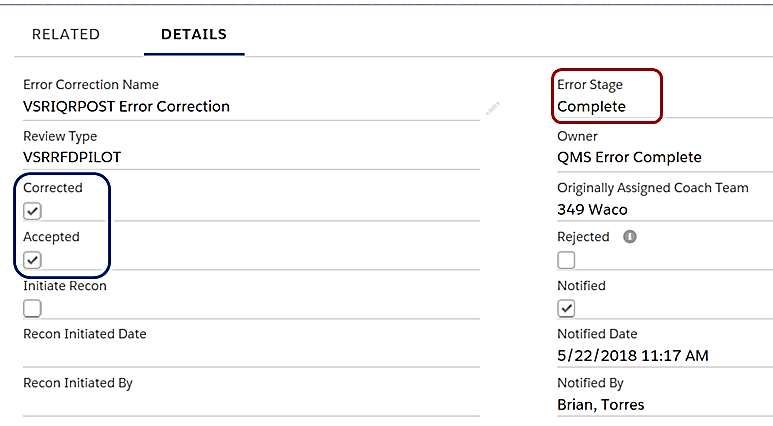 RELATED
DETAILS
Error Correction Name
VSRIQRPOST Error Correction
Review Type
VSRRFDPILOT
Corrected
Accepted
Initiate Recon
Recon Initiated Date
Recon Initiated By
Error Stage
Complete
Owner
QMS Error Complete
Originally Assigned Coach Team
349 Waco
Rejected
Notified
Notified Date
5/22/2018 11:17 AM
Notified By
Brian, Torres